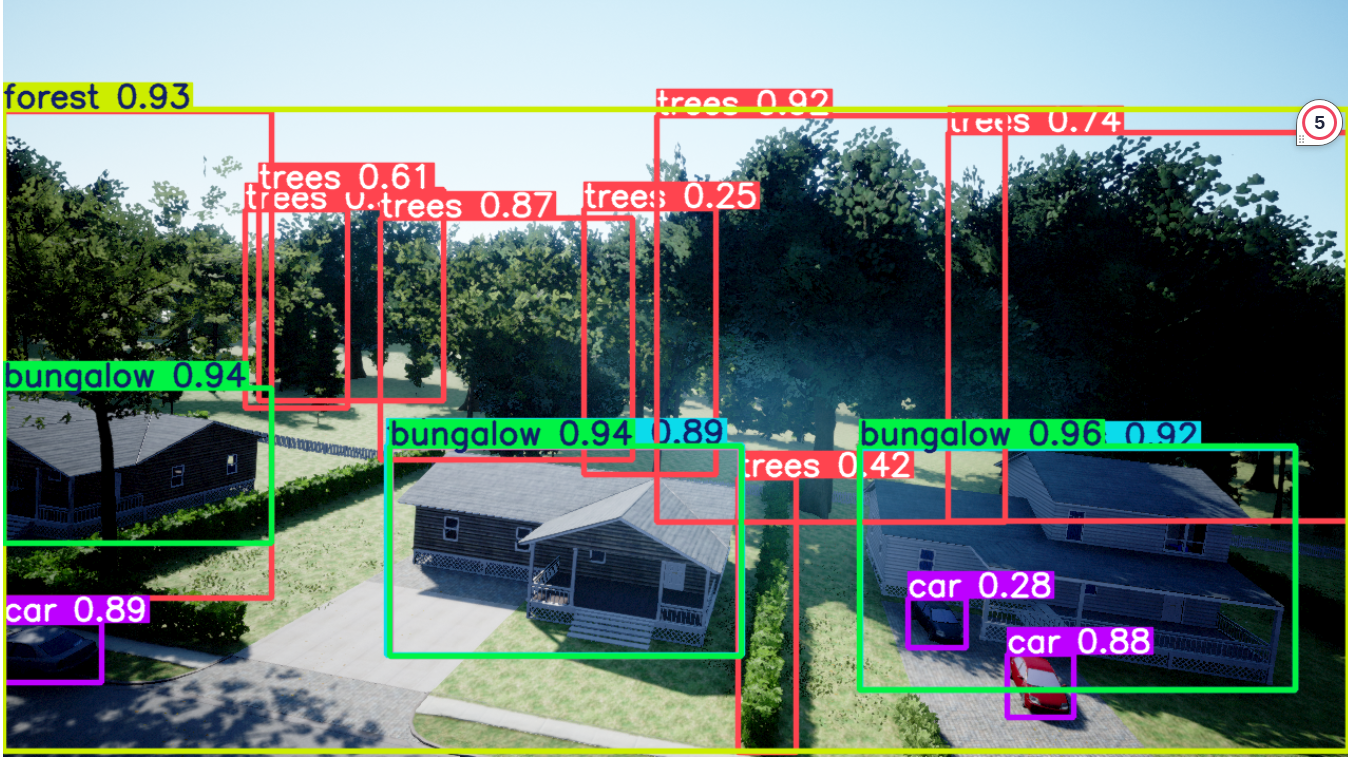 forest 0.93
trees 0.92
trees 0.74
5
trees 0.61
trees 0.
trees 0.87
trees 0.25
bungalow 0.94
bungalow 0.94
0.89
bungalow 0.96
0.92
trees 0.42
car 0.28
car 0.89
car 0.88